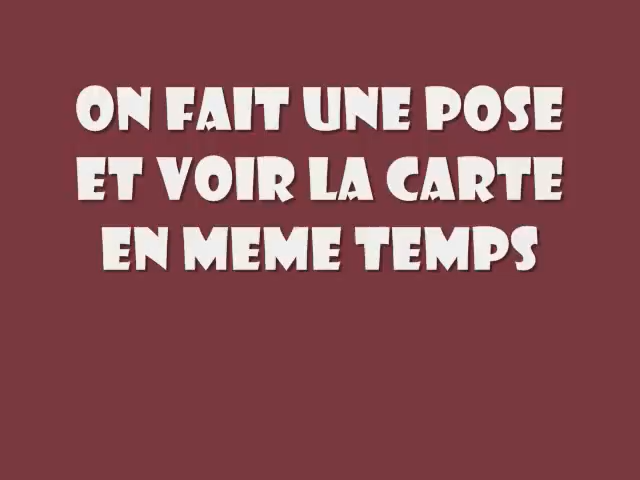 ON FAIT UNE POSE
ET VOIR LA CARTE
EN MEME TEMPS